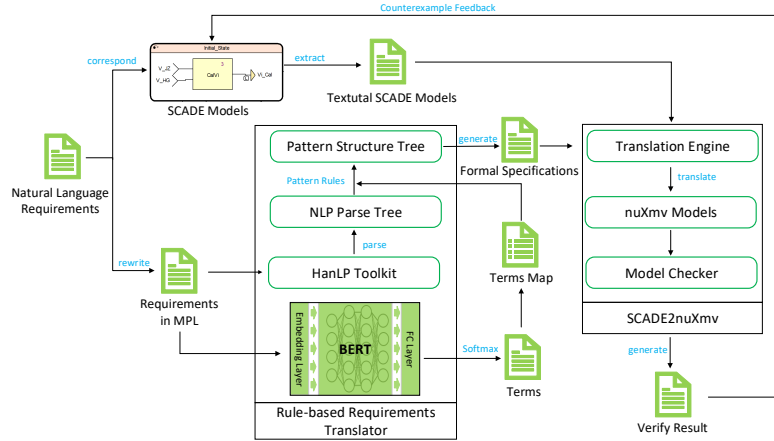 Counterexample Feedback
Initial_State
correspond
V_JZ
V_HG
3
CalVi
Vi_Cal
extract
SCADE Models
Textutal SCADE Models
Natural Language
Requirements
rewrite
Requirements
in MPL
Pattern Structure Tree
Pattern Rules
NLP Parse Tree
parse
HanLP Toolkit
Embedding Layer
BERT
FC Layer
Rule-based Requirements
Translator
generate
Formal Specifications
Terms Map
Softmax
Terms
Translation Engine
translate
nuXmv Models
Model Checker
SCADE2nuXmv
generate
Verify Result